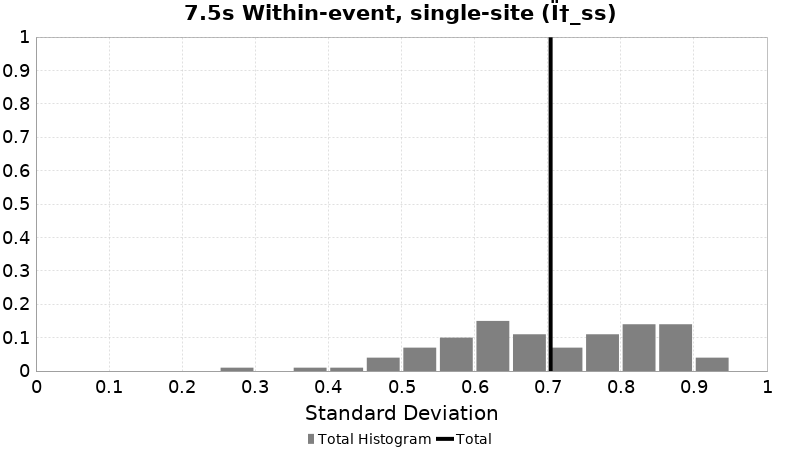 7.5s Within-event, single-site (Ï†_ss)
1
0.9
0.8
0.7
0.6
0.5
0.4
0.3
0.2
0.1
0
0 0.1 0.2 0.3 0.4 0.5 0.6 0.7 0.8 0.9 1
Standard Deviation
Total Histogram Total